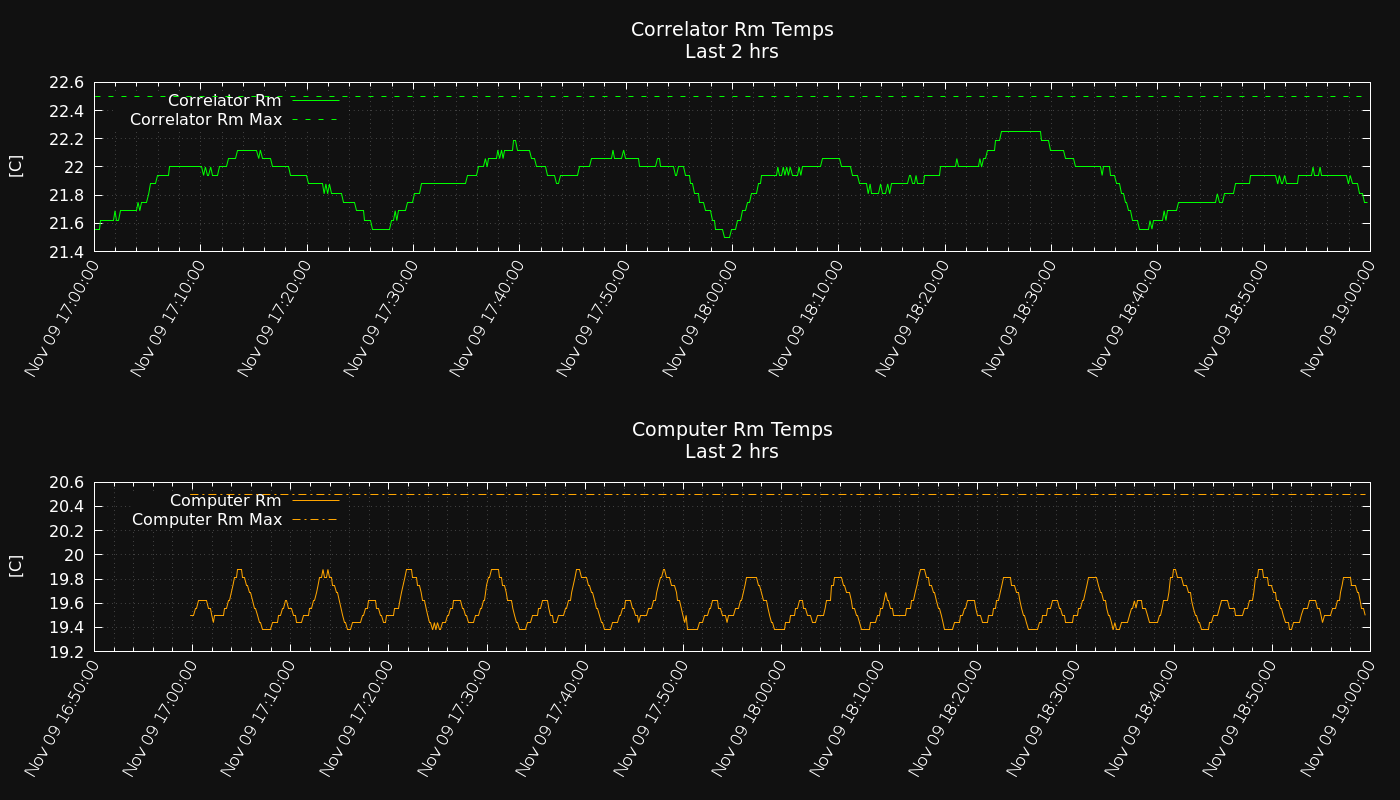 Correlator Rm Temps
Last 2 hrs
22.6
22.4
22.2
22
21.8
21.6
21.4
[C]
Correlator Rm
Correlator Rm Max
Nov 09 17:00:00
Nov 09 17:10:00
Nov 09 17:20:00
Nov 09 17:30:00
Nov 09 17:40:00
Nov 09 17:50:00
Nov 09 18:00:00
Nov 09 18:10:00
Nov 09 18:20:00
Nov 09 18:30:00
Nov 09 18:40:00
Nov 09 18:50:00
Nov 09 19:00:00
Computer Rm Temps
Last 2 hrs
20.6
20.4
20.2
20
19.8
19.6
19.4
19.2
[C]
Computer Rm
Computer Rm Max
Nov 09 16:50:00
Nov 09 17:00:00
Nov 09 17:10:00
Nov 09 17:20:00
Nov 09 17:30:00
Nov 09 17:40:00
Nov 09 17:50:00
Nov 09 18:00:00
Nov 09 18:10:00
Nov 09 18:20:00
Nov 09 18:30:00
Nov 09 18:40:00
Nov 09 18:50:00
Nov 09 19:00:00